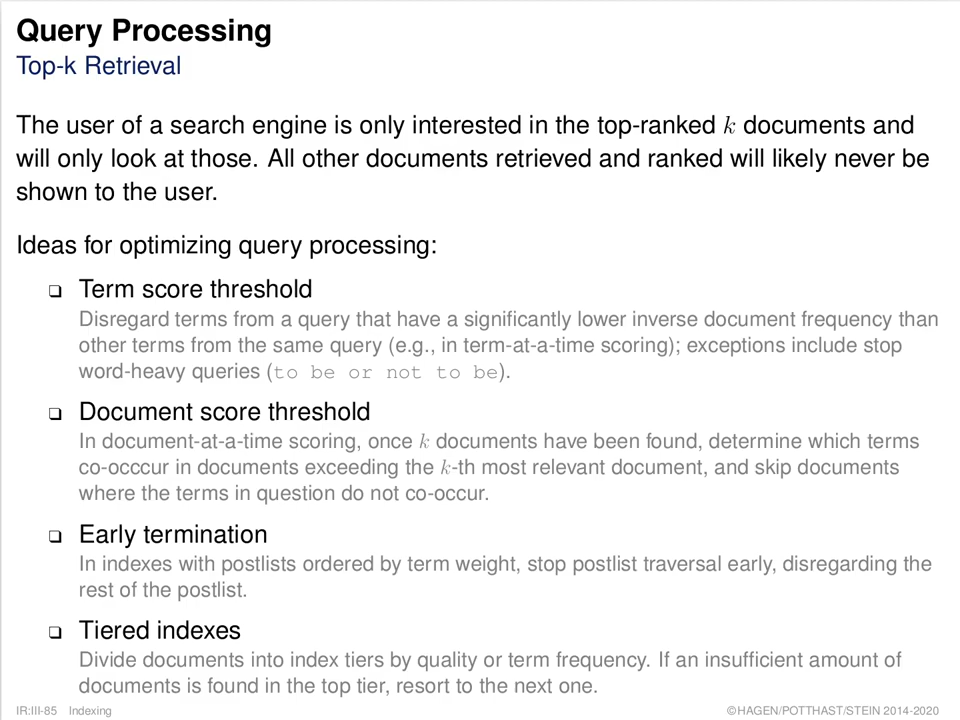 Query Processing
Top-k Retrieval
The user of a search engine is only interested in the top-ranked k documents and
will only look at those. All other documents retrieved and ranked will likely never be
shown to the user.
Ideas for optimizing query processing:
❑ Term score threshold
Disregard terms from a query that have a significantly lower inverse document frequency than
other terms from the same query (e.g., in term-at-a-time scoring); exceptions include stop
word-heavy queries (to be or not to be).
❑ Document score threshold
In document-at-a-time scoring, once k documents have been found, determine which terms
co-occcur in documents exceeding the k-th most relevant document, and skip documents
where the terms in question do not co-occur.
❑ Early termination
In indexes with postlists ordered by term weight, stop postlist traversal early, disregarding the
rest of the postlist.
❑ Tiered indexes
Divide documents into index tiers by quality or term frequency. If an insufficient amount of
documents is found in the top tier, resort to the next one.
IR:III-85 Indexing ©HAGEN/POTTHAST/STEIN 2014-2020